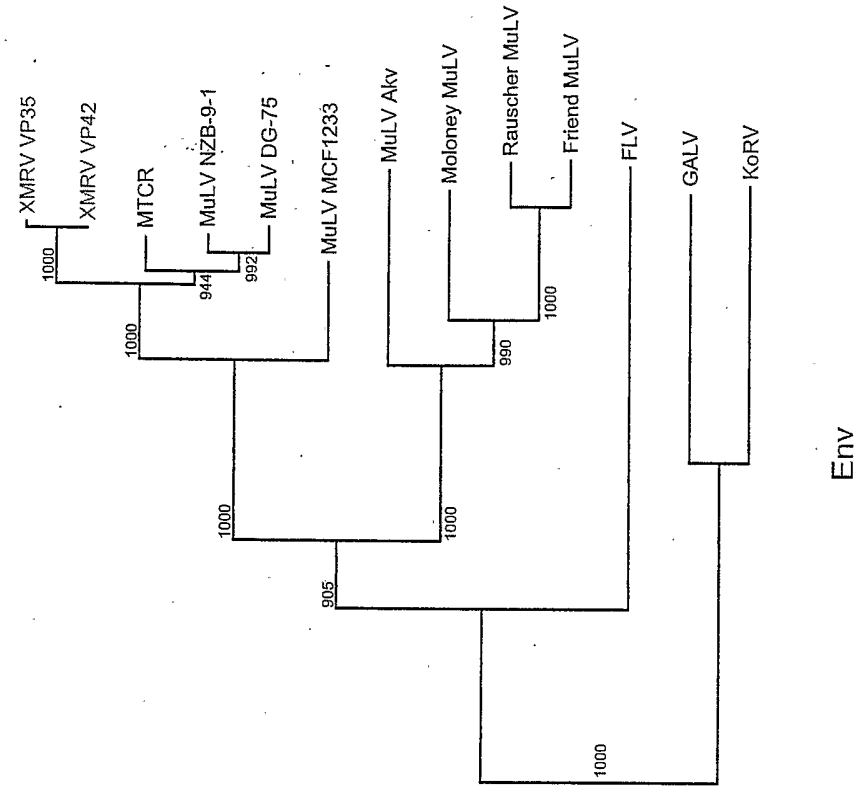 XMRV VP35
XMRV VP42
1000
MTCR
MuLV NZB-9-1
MuLV DG-75
944
992
1000
MuLV MCF1233
1000
MuLV Akv
Moloney MuLV
Rauscher MuLV
Friend MuLV
990
1000
1000
905
FLV
GALV
KoRV
1000
Env